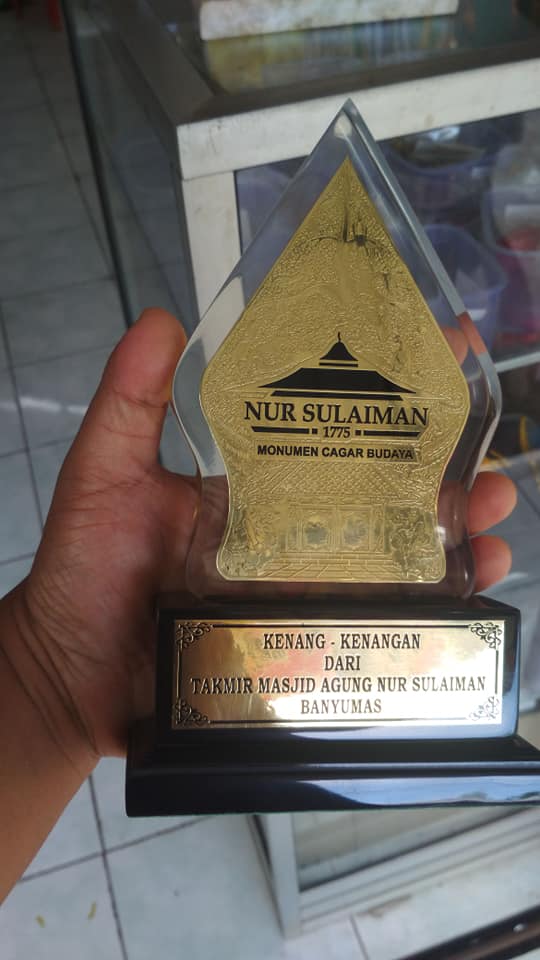 NUR SULAIMAN
1775
MONUMEN CAGAR BUDAYA
KENANG - KENANGAN
DARI
TAKMIR MASJID AGUNG NUR SULAIMAN
BANYUMAS